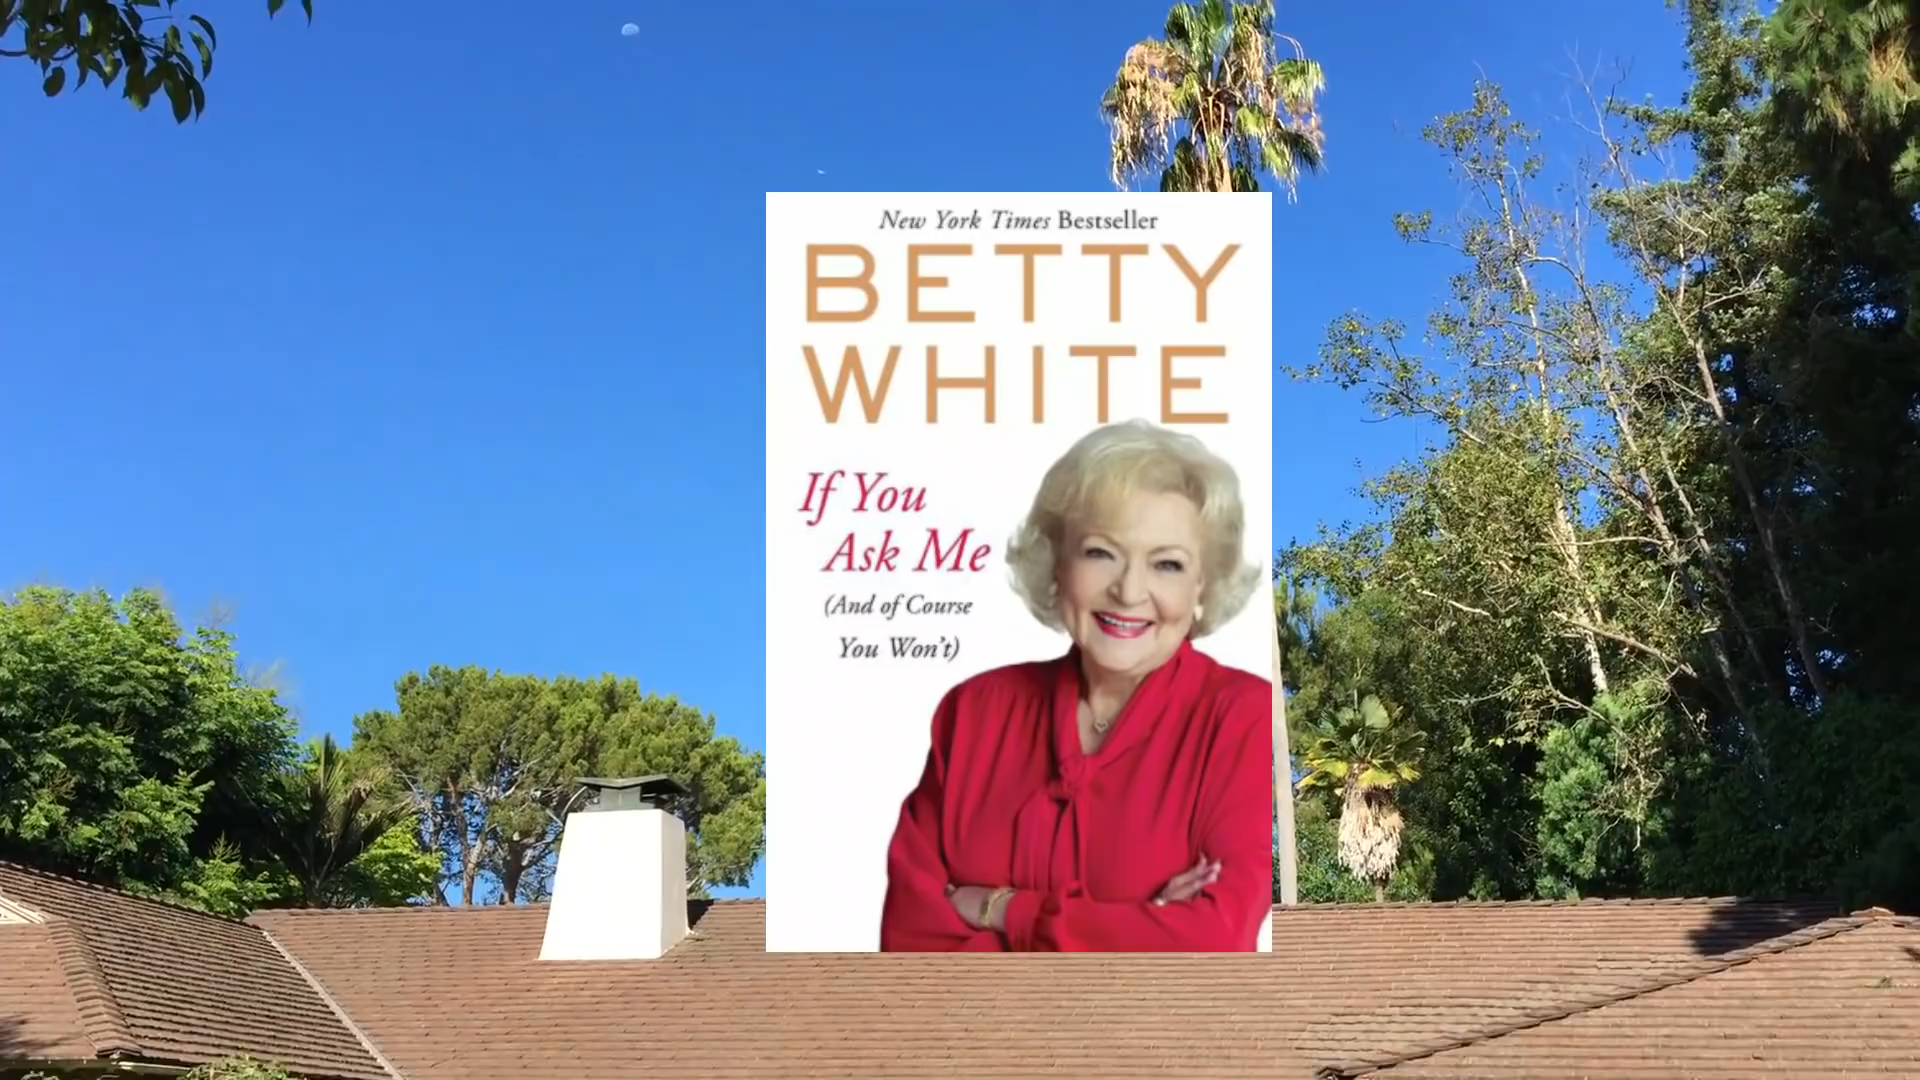 New York Times Bestseller
BETTY
WHITE
If You
Ask Me
(And of Course
You Won't)